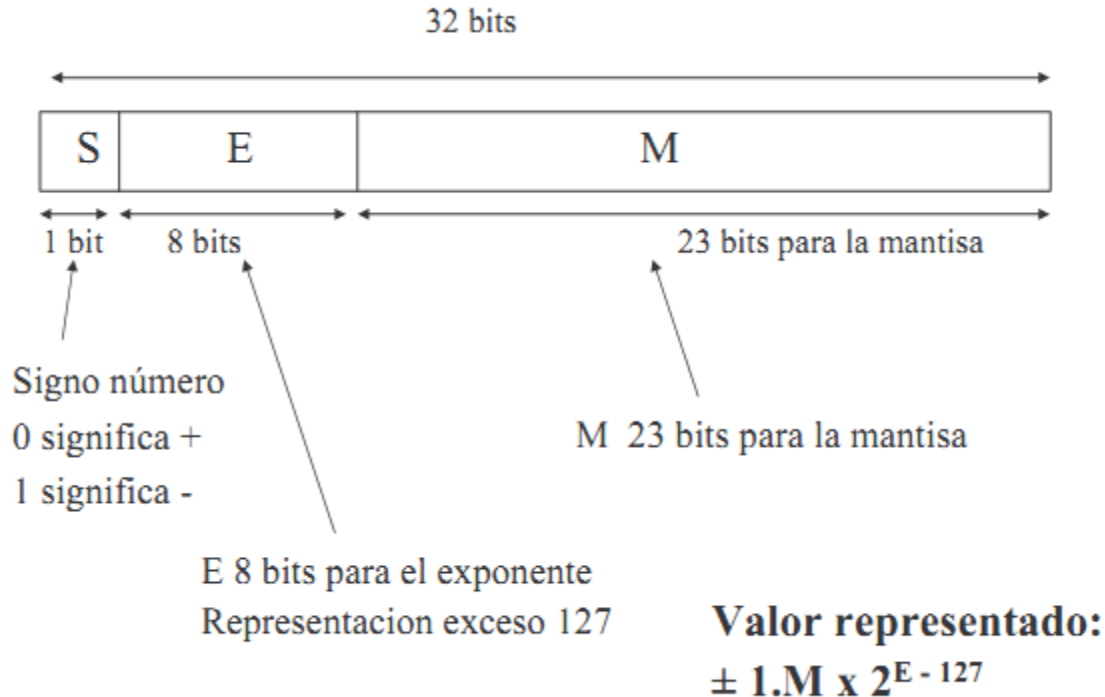 32 bits
S E M
1 bit 8 bits 23 bits para la mantisa
Signo número
0 significa +
1 significa -
M 23 bits para la mantisa
E 8 bits para el exponente
Representacion exceso 127
Valor representado:
± 1.M x 2^E - 127